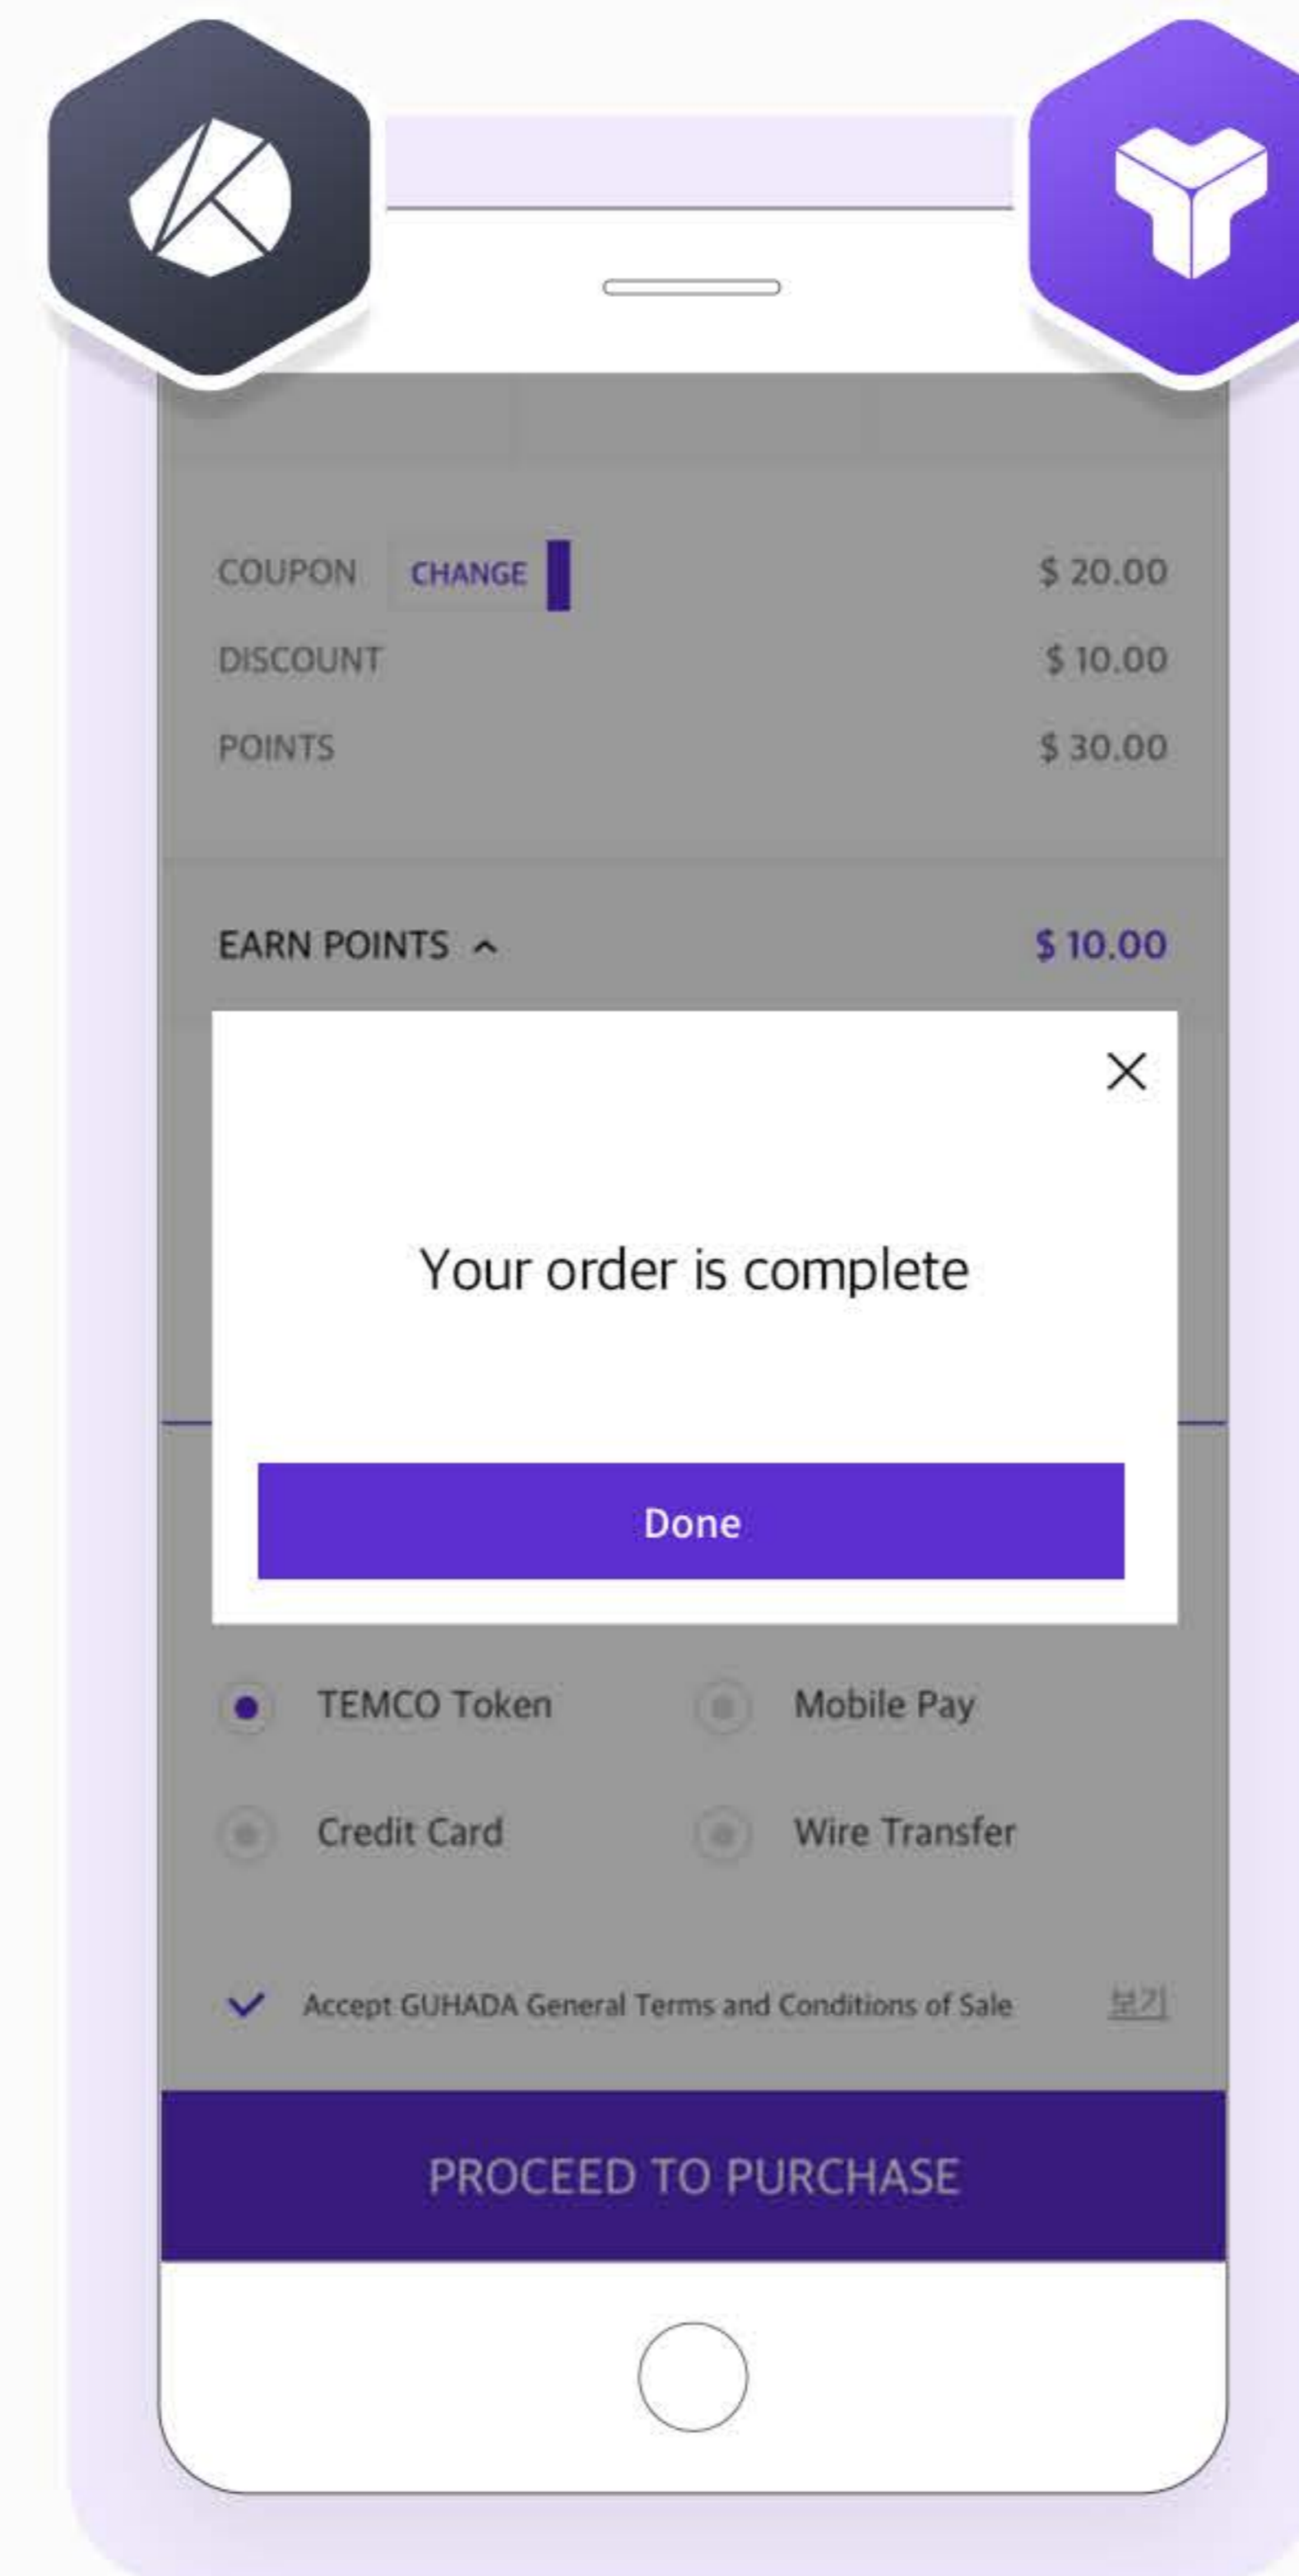 COUPON CHANGE $ 20.00
DISCOUNT $ 10.00
POINTS $ 30.00
EARN POINTS $ 10.00
Your order is complete
Done
TEMCO Token Mobile Pay
Credit Card Wire Transfer
Accept GUHADA General Terms and Conditions of Sale 보기
PROCEED TO PURCHASE